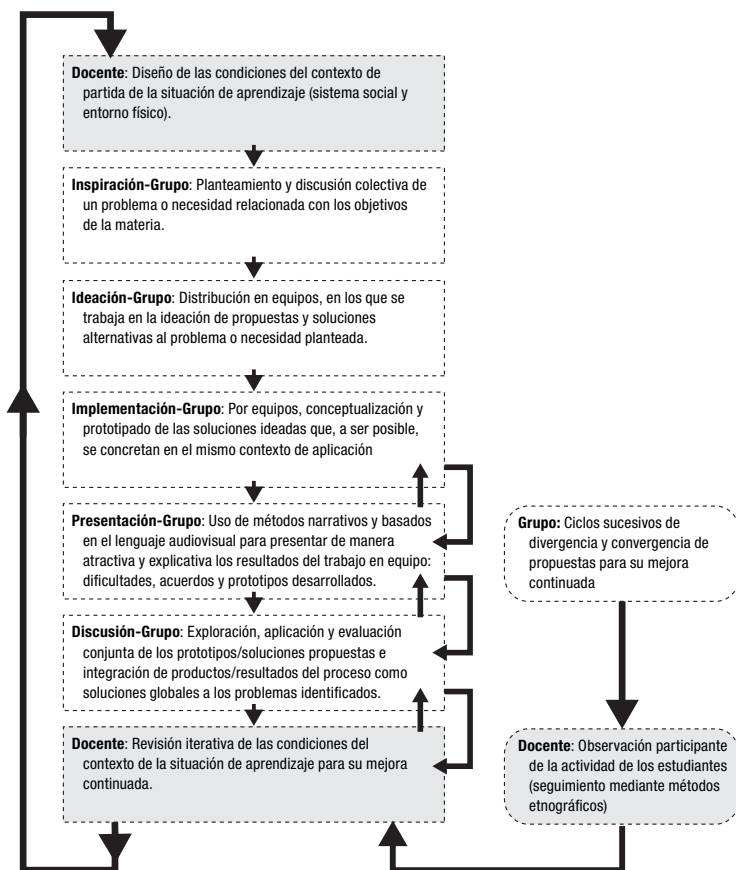 Docente: Diseño de las condiciones del contexto de
partida de la situación de aprendizaje (sistema social y
entorno físico).
Inspiración-Grupo: Planteamiento y discusión colectiva de
un problema o necesidad relacionada con los objetivos
de la materia.
Ideación-Grupo: Distribución en equipos, en los que se
trabaja en la ideación de propuestas y soluciones
alternativas al problema o necesidad planteada.
Implementación-Grupo: Por equipos, conceptualización y
prototipado de las soluciones ideadas que, a ser posible,
se concretan en el mismo contexto de aplicación
Presentación-Grupo: Uso de métodos narrativos y basados
en el lenguaje audiovisual para presentar de manera
atractiva y explicativa los resultados del trabajo en equipo:
dificultades, acuerdos y prototipos desarrollados.
Discusión-Grupo: Exploración, aplicación y evaluación
conjunta de los prototipos/soluciones propuestas e
integración de productos/resultados del proceso como
soluciones globales a los problemas identificados.
Docente: Revisión iterativa de las condiciones del
contexto de la situación de aprendizaje para su mejora
continuada.
Grupo: Ciclos sucesivos de
divergencia y convergencia de
propuestas para su mejora
continuada
Docente: Observación participante
de la actividad de los estudiantes
(seguimiento mediante métodos
etnográficos)